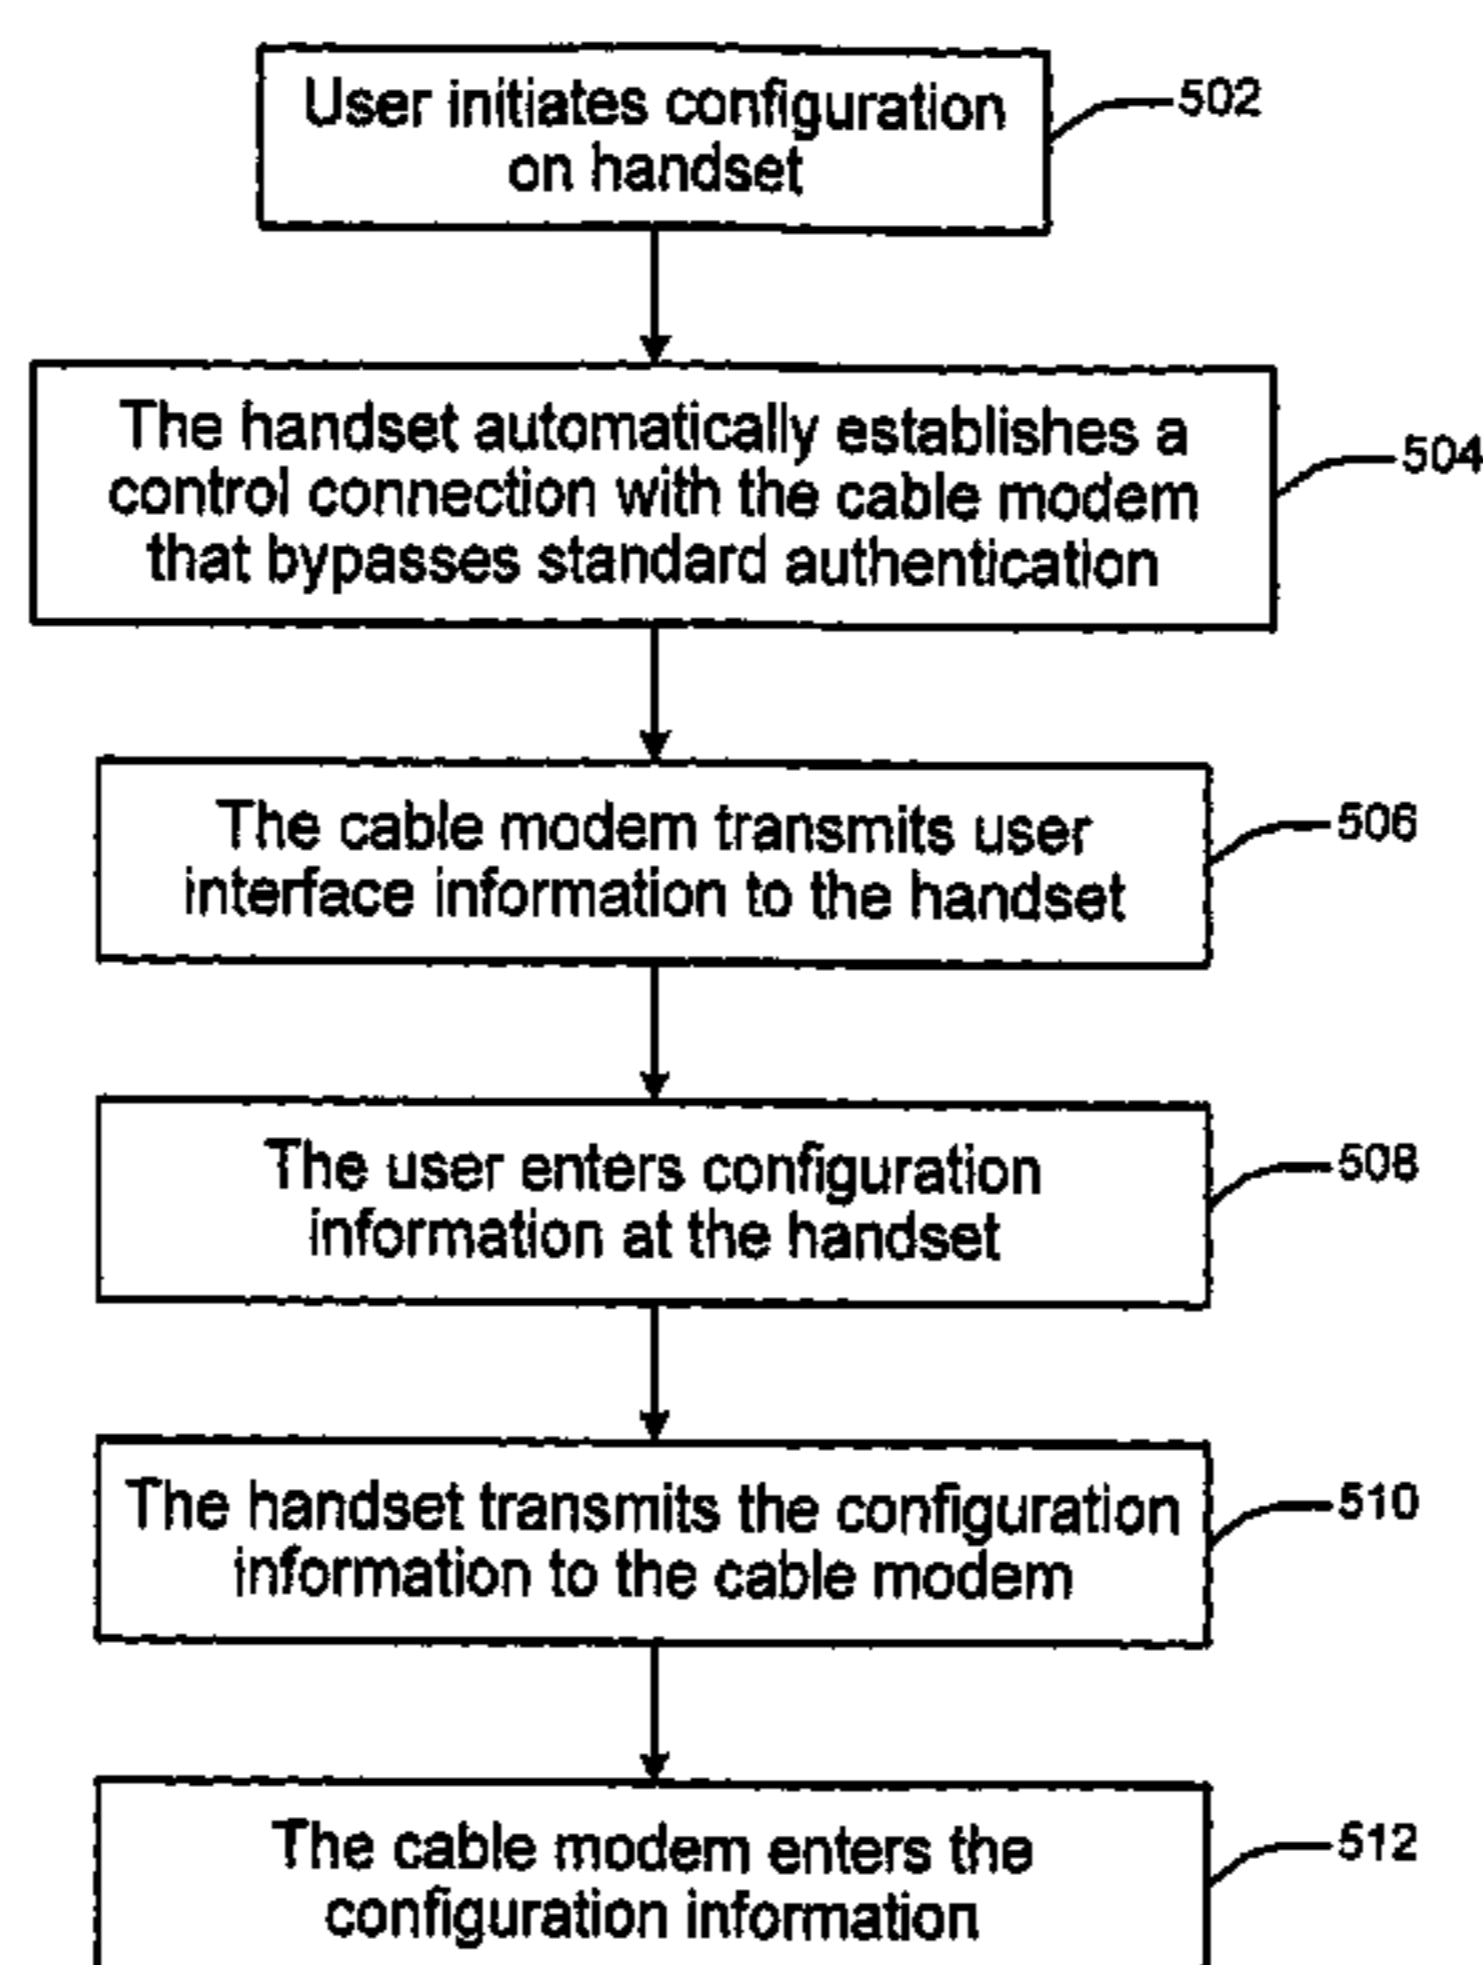 User initiates configuration
on handset
502
The handset automatically establishes a
control connection with the cable modem
that bypasses standard authentication
504
The cable modem transmits user
interface information to the handset
506
The user enters configuration
information at the handset
508
The handset transmits the configuration
information to the cable modem
510
The cable modem enters the
configuration information
512